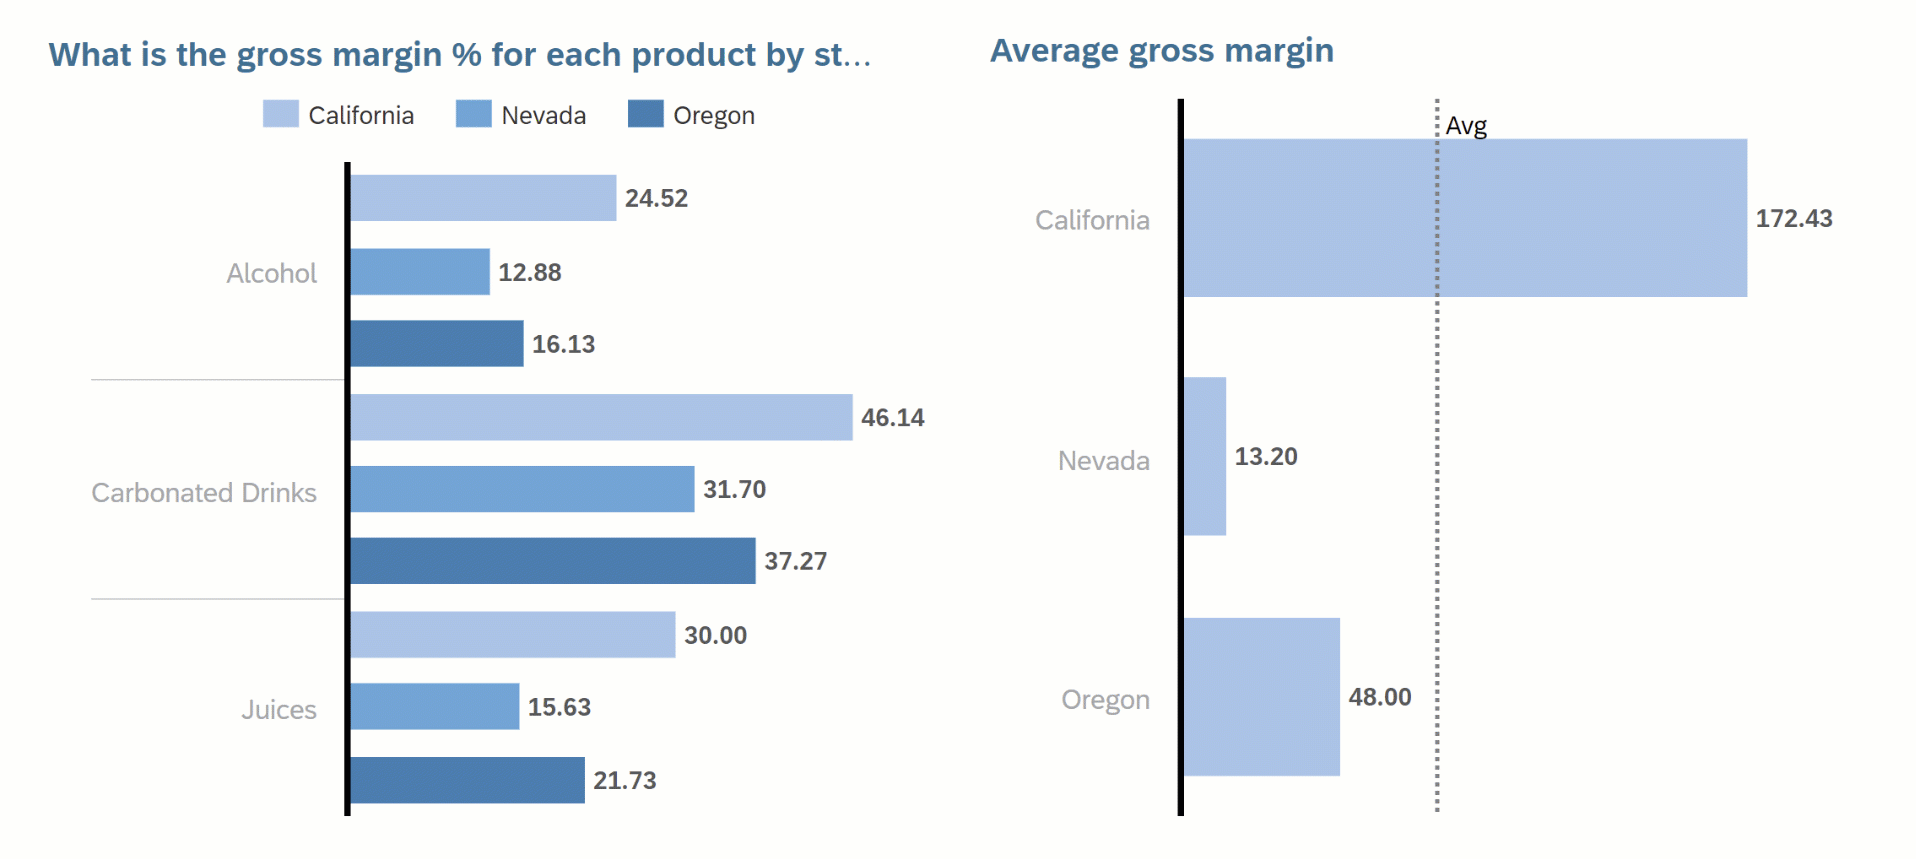 What is the gross margin % for each product by st...
California Nevada Oregon
Alcohol
24.52
12.88
16.13
Carbonated Drinks
46.14
31.70
37.27
Juices
30.00
15.63
21.73
Average gross margin
Avg
California 172.43
Nevada 13.20
Oregon 48.00